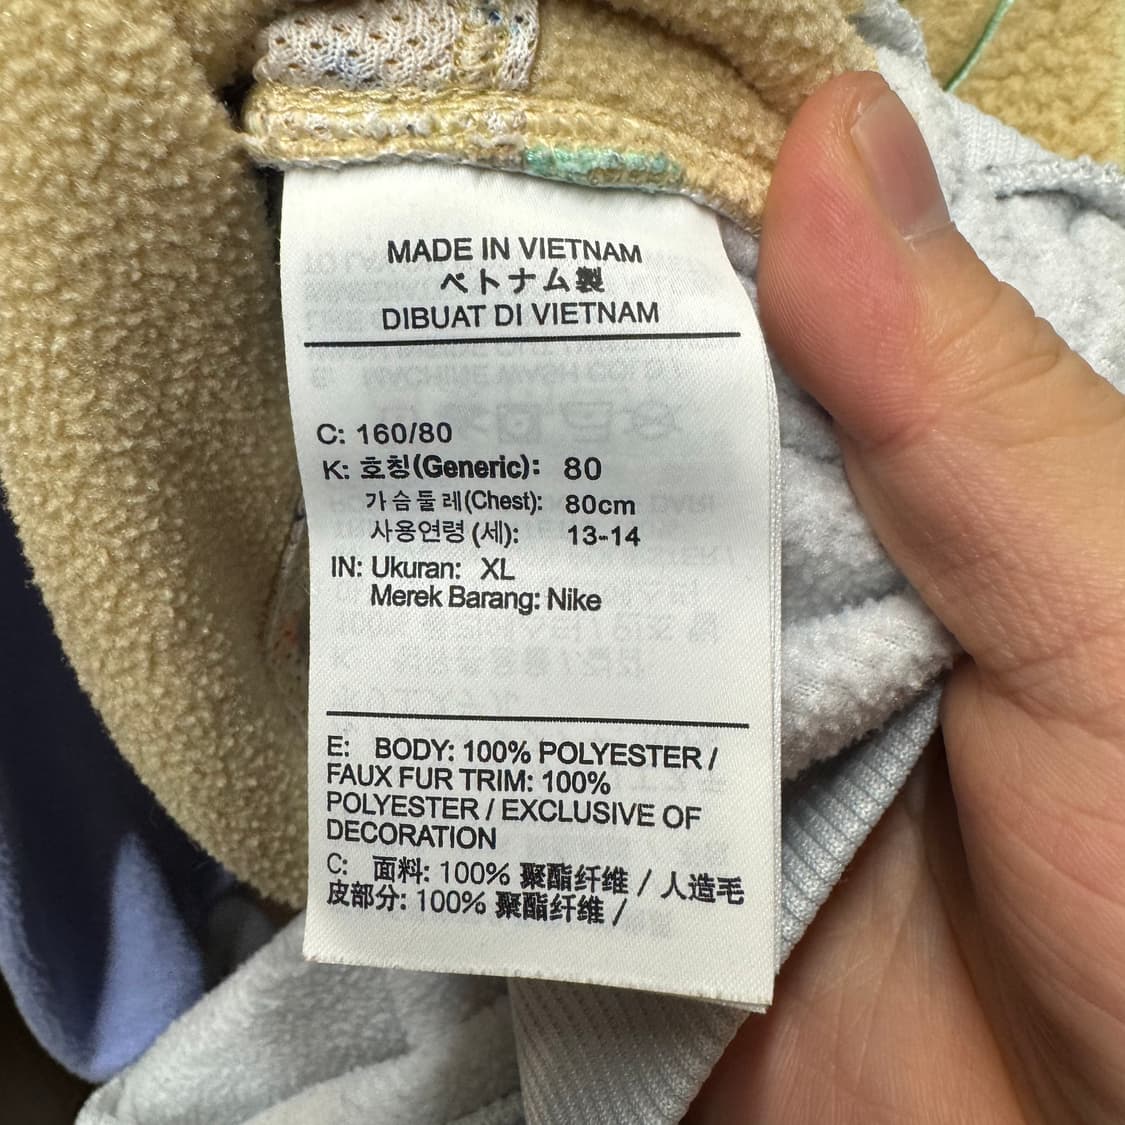 MADE IN VIETNAM
ベトナム製
DIBUAT DI VIETNAM
C: 160/80
K: 호칭(Generic): 80
가슴둘레(Chest): 80cm
사용연령(세): 13-14
IN: Ukuran: XL
Merek Barang: Nike
E: BODY: 100% POLYESTER /
FAUX FUR TRIM: 100%
POLYESTER / EXCLUSIVE OF
DECORATION
C: 面料: 100% 聚酯纤维 / 人造毛
皮部分: 100% 聚酯纤维 /